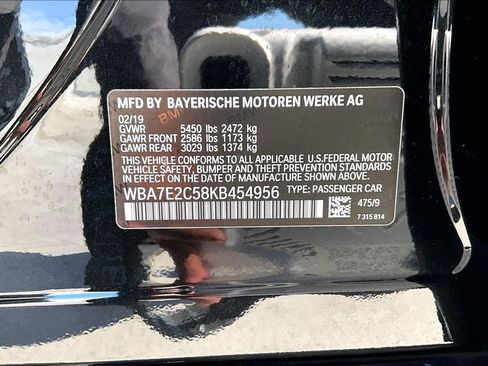 MFD BY BAYERISCHE MOTOREN WERKE AG
02/19
GVWR 5450 lbs 2472 kg
GAWR FRONT 2586 lbs 1173 kg
GAWR REAR 3029 lbs 1374 kg
THIS VEHICLE CONFORMS TO ALL APPLICABLE U.S.FEDERAL MOTOR
VEHICLE SAFETY, BUMPER AND THEFT PREVENTION STANDARDS
IN EFFECT ON THE DATE OF MANUFACTURE SHOWN ABOVE.
WBA7E2C58KB454956 TYPE: PASSENGER CAR
475/9
7 315 814